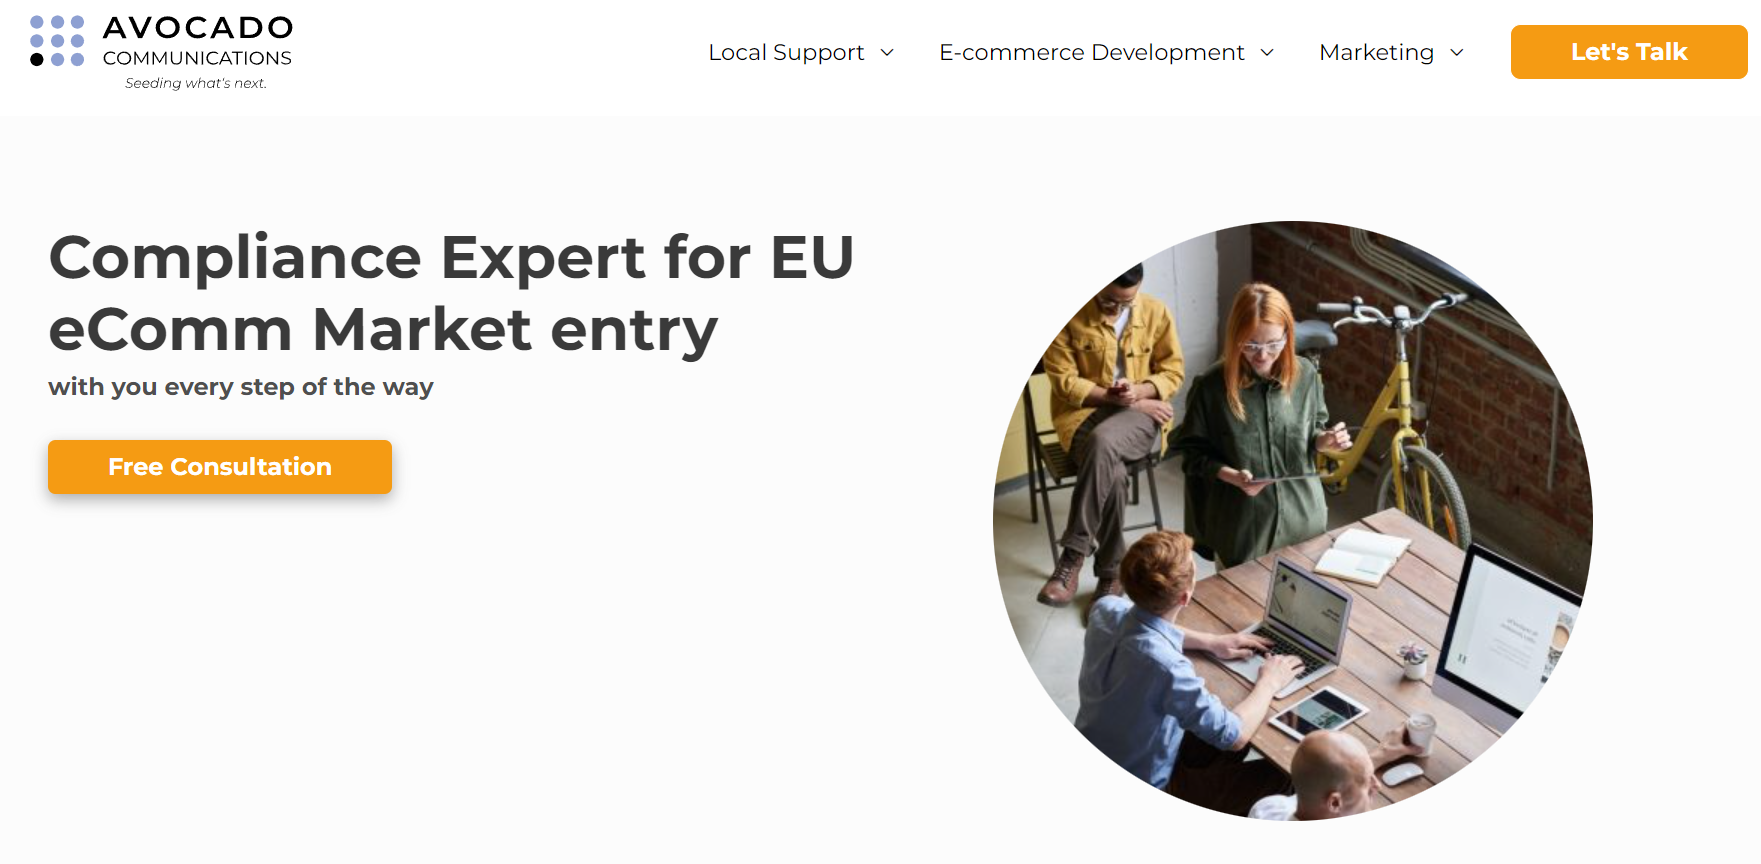 AVOCADO
COMMUNICATIONS
Seeding what's next.
Local Support
E-commerce Development
Marketing
Let's Talk
Compliance Expert for EU
eComm Market entry
with you every step of the way
Free Consultation